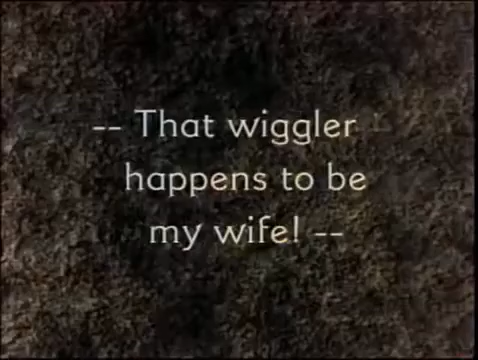 -- That wiggler
happens to be
my wife! --